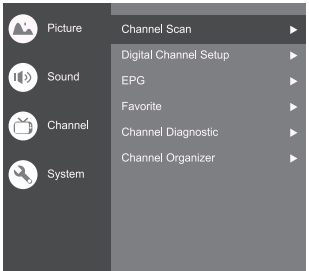 Picture
Sound
Channel
System
Channel Scan
Digital Channel Setup
EPG
Favorite
Channel Diagnostic
Channel Organizer